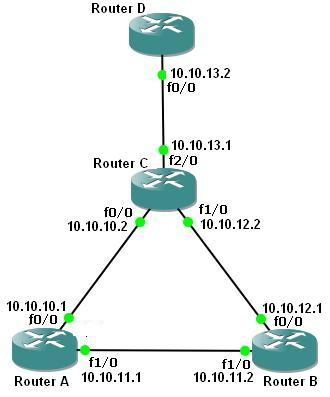 Router D
10.10.13.2
f0/0
10.10.13.1
f2/0
Router C
f0/0
10.10.10.2
f1/0
10.10.12.2
10.10.10.1
f0/0
10.10.12.1
f0/0
f1/0
10.10.11.1
f1/0
10.10.11.2
Router A
Router B